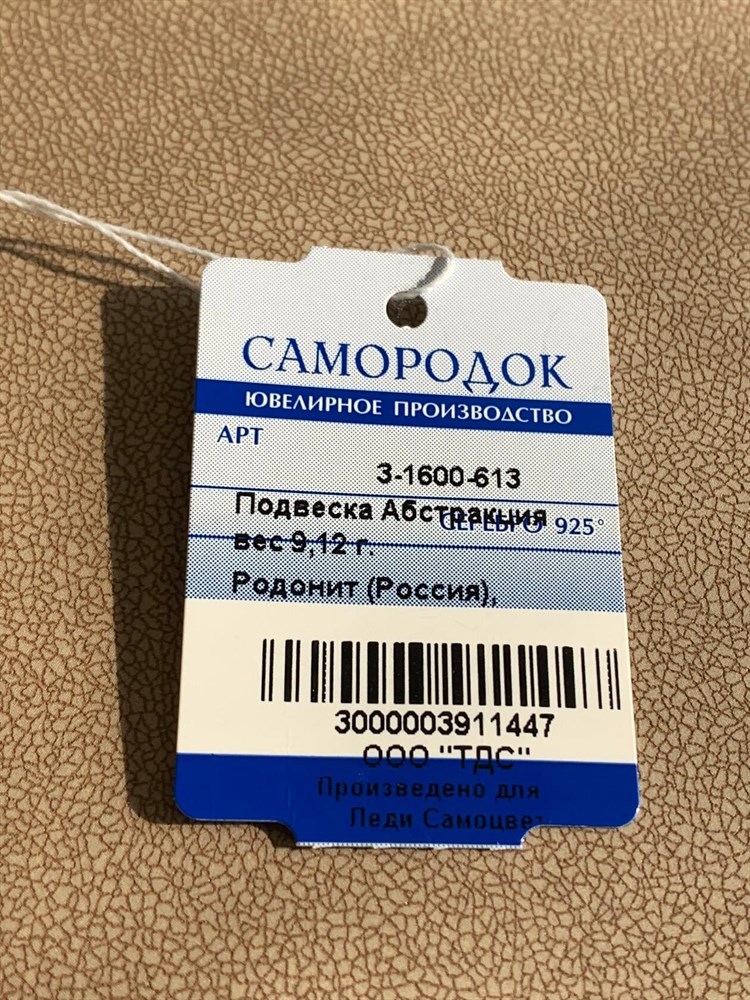 САМОРОДОК
ЮВЕЛИРНОЕ ПРОИЗВОДСТВО
АРТ
3-1600-613
Подвеска Абстракция
СЕРЕБРО 925°
вес 9,12 г.
Родонит (Россия),
3000003911447
ООО "ТДС"
Произведено для
Леди Самоцвет